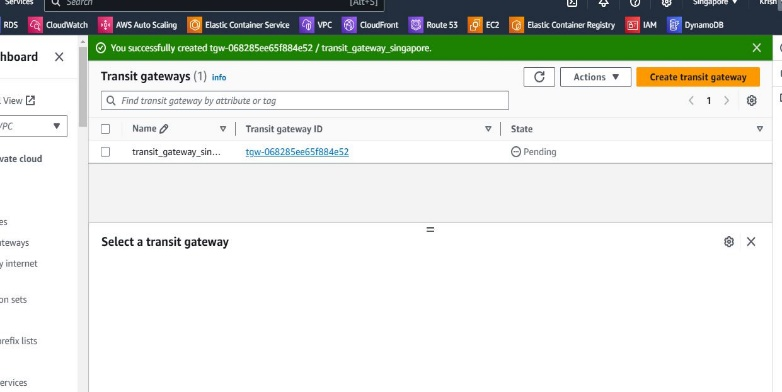 Services Search [Alt+S] Singapore
RDS CloudWatch AWS Auto Scaling Elastic Container Service VPC CloudFront Route 53 EC2 Elastic Container Registry IAM DynamoDB
You successfully created tgw-068285ee65f884e52 / transit_gateway_singapore.
hboard
Transit gateways (1) Info
Actions
Create transit gateway
View
Find transit gateway by attribute or tag
1
VPC
Name Transit gateway ID State
transit_gateway_sin... tgw-068285ee65f884e52 Pending
vate cloud
es
Select a transit gateway
teways
y internet
on sets
refix lists
ervices